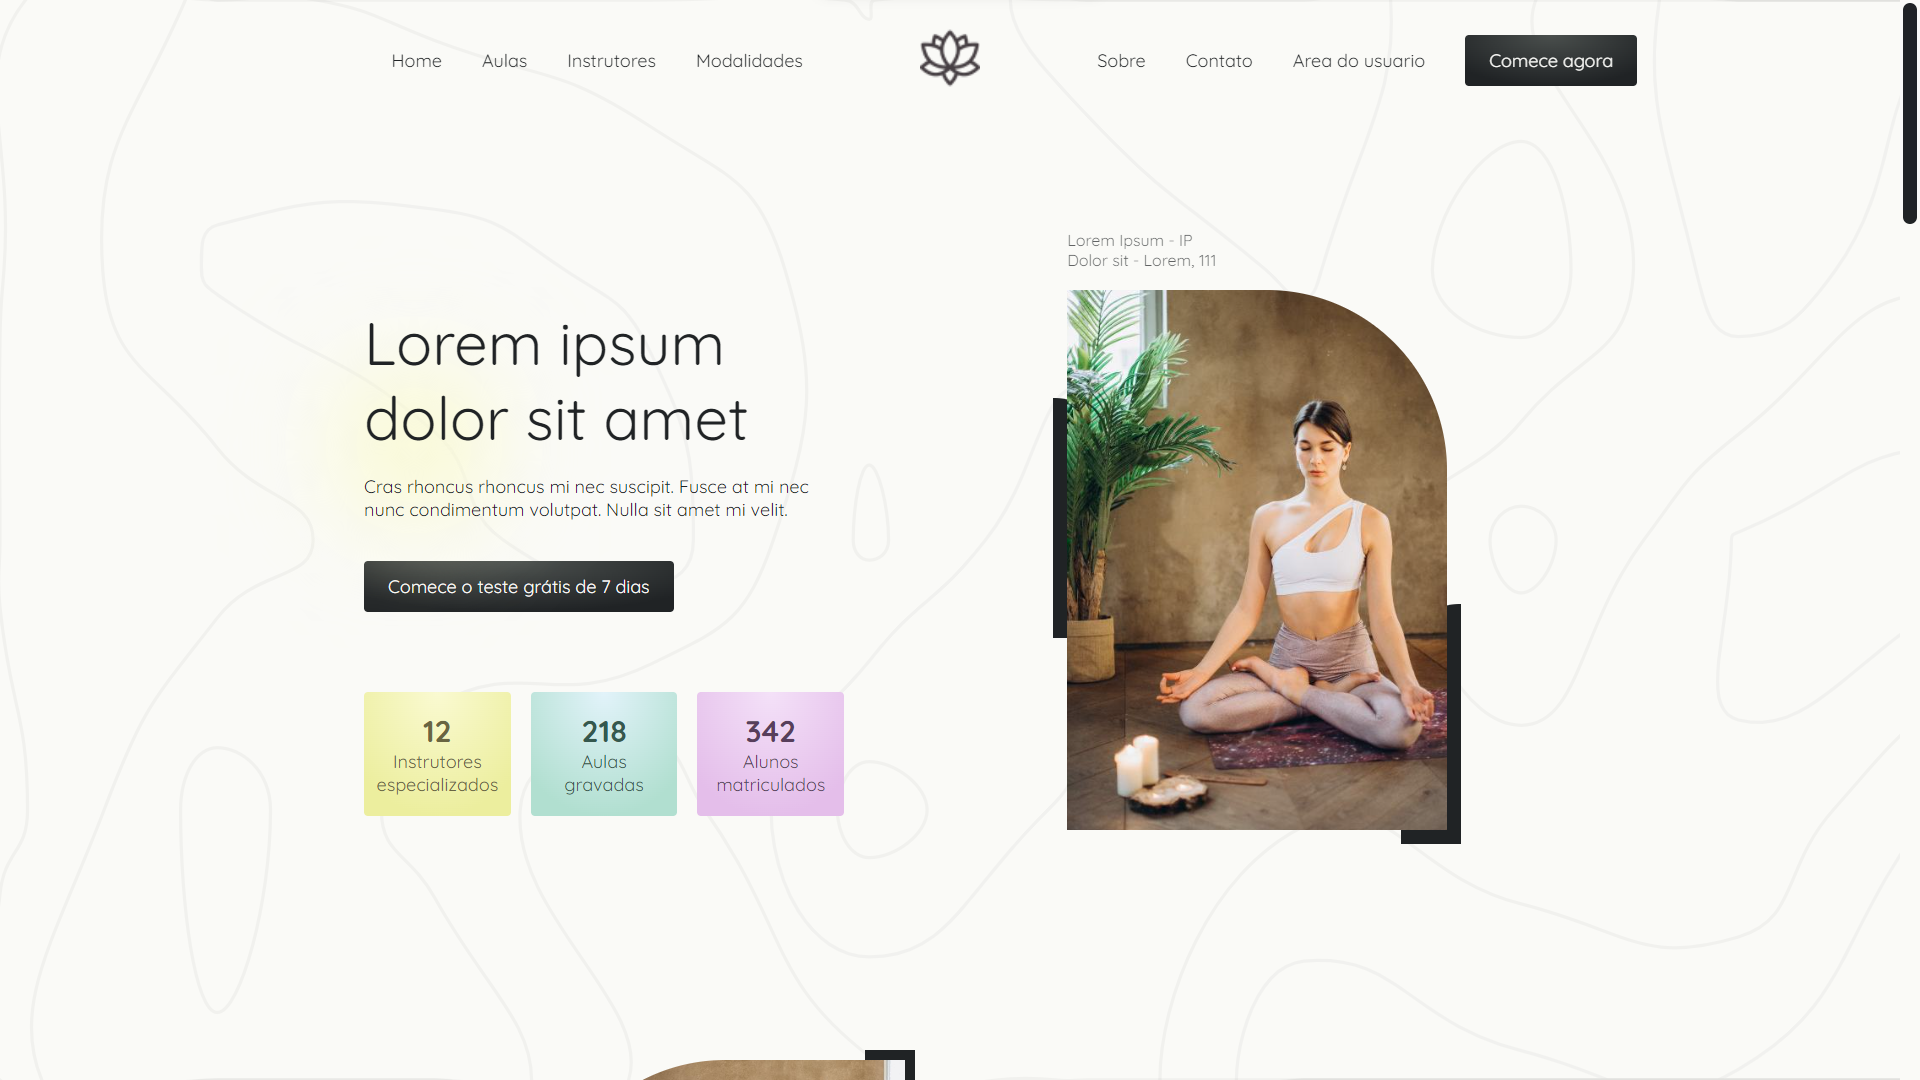 Home
Aulas
Instrutores
Modalidades
Sobre
Contato
Area do usuario
Comece agora
Lorem Ipsum - IP
Dolor sit - Lorem, 111
Lorem ipsum
dolor sit amet
Cras rhoncus rhoncus mi nec suscipit. Fusce at mi nec
nunc condimentum volutpat. Nulla sit amet mi velit.
Comece o teste grátis de 7 dias
12
Instrutores
especializados
218
Aulas
gravadas
342
Alunos
matriculados